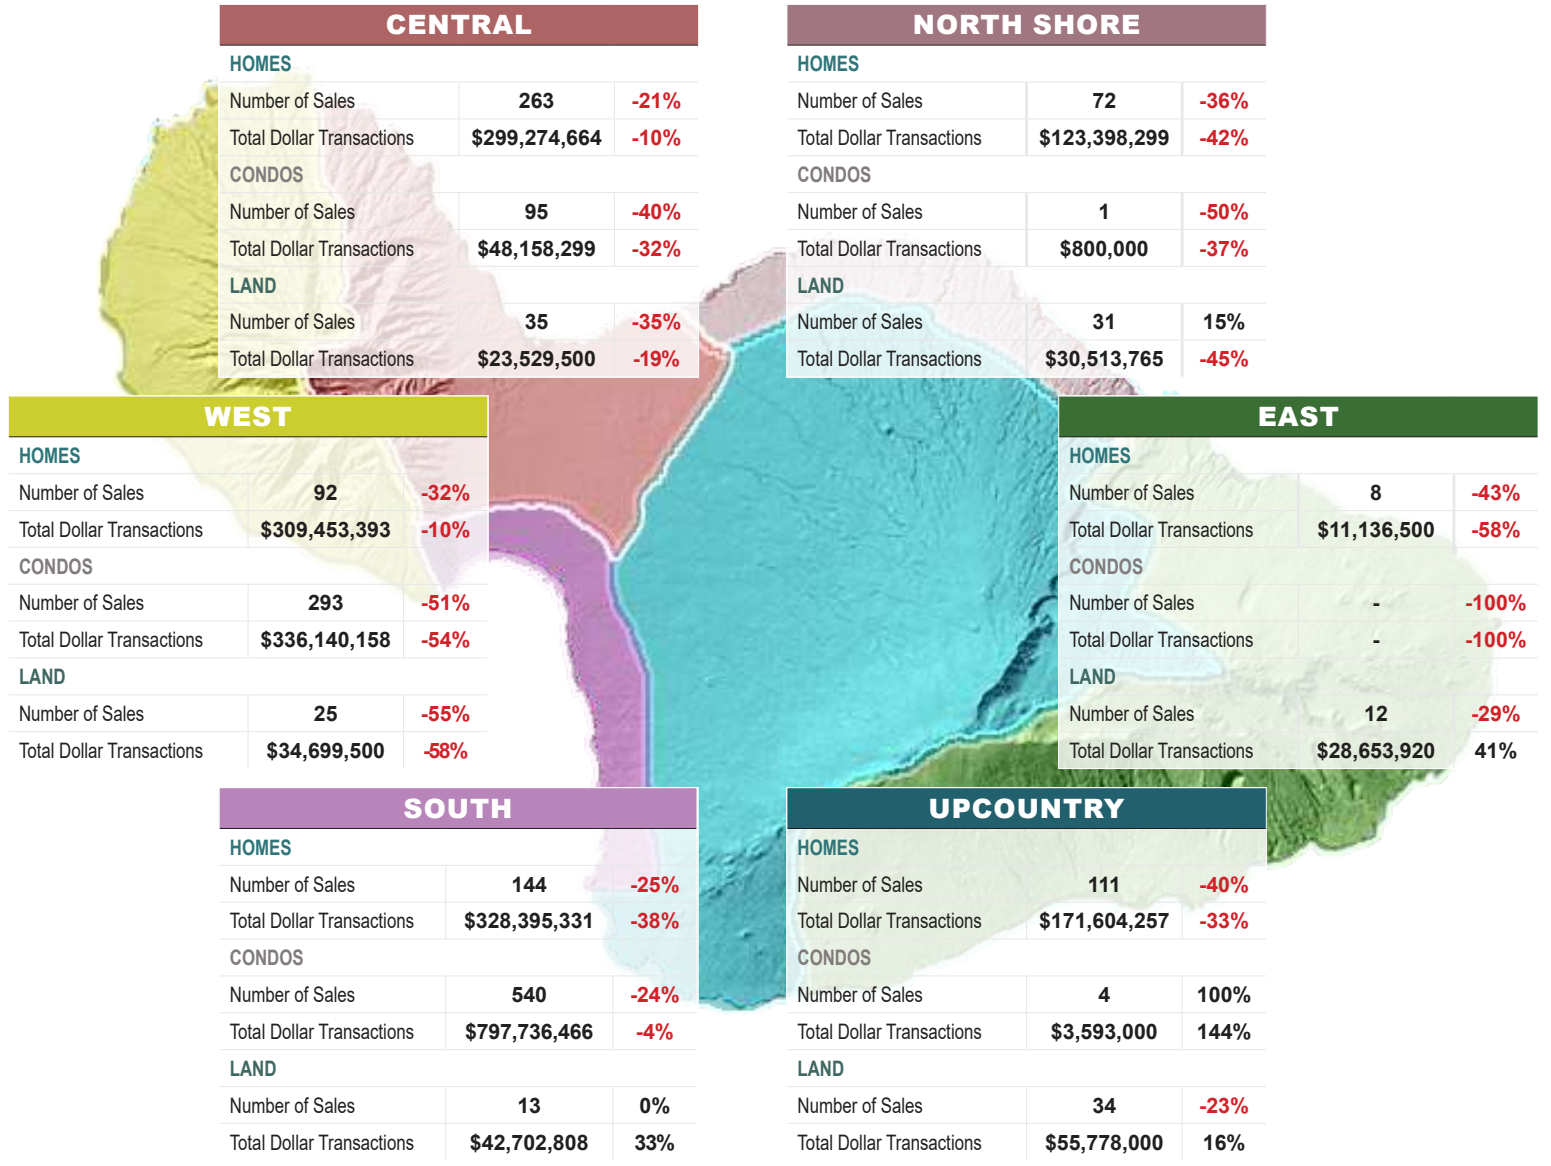 CENTRAL
HOMES
Number of Sales 263 -21%
Total Dollar Transactions $299,274,664 -10%
CONDOS
Number of Sales 95 -40%
Total Dollar Transactions $48,158,299 -32%
LAND
Number of Sales 35 -35%
Total Dollar Transactions $23,529,500 -19%
NORTH SHORE
HOMES
Number of Sales 72 -36%
Total Dollar Transactions $123,398,299 -42%
CONDOS
Number of Sales 1 -50%
Total Dollar Transactions $800,000 -37%
LAND
Number of Sales 31 15%
Total Dollar Transactions $30,513,765 -45%
WEST
HOMES
Number of Sales 92 -32%
Total Dollar Transactions $309,453,393 -10%
CONDOS
Number of Sales 293 -51%
Total Dollar Transactions $336,140,158 -54%
LAND
Number of Sales 25 -55%
Total Dollar Transactions $34,699,500 -58%
EAST
HOMES
Number of Sales 8 -43%
Total Dollar Transactions $11,136,500 -58%
CONDOS
Number of Sales - -100%
Total Dollar Transactions - -100%
LAND
Number of Sales 12 -29%
Total Dollar Transactions $28,653,920 41%
SOUTH
HOMES
Number of Sales 144 -25%
Total Dollar Transactions $328,395,331 -38%
CONDOS
Number of Sales 540 -24%
Total Dollar Transactions $797,736,466 -4%
LAND
Number of Sales 13 0%
Total Dollar Transactions $42,702,808 33%
UPCOUNTRY
HOMES
Number of Sales 111 -40%
Total Dollar Transactions $171,604,257 -33%
CONDOS
Number of Sales 4 100%
Total Dollar Transactions $3,593,000 144%
LAND
Number of Sales 34 -23%
Total Dollar Transactions $55,778,000 16%